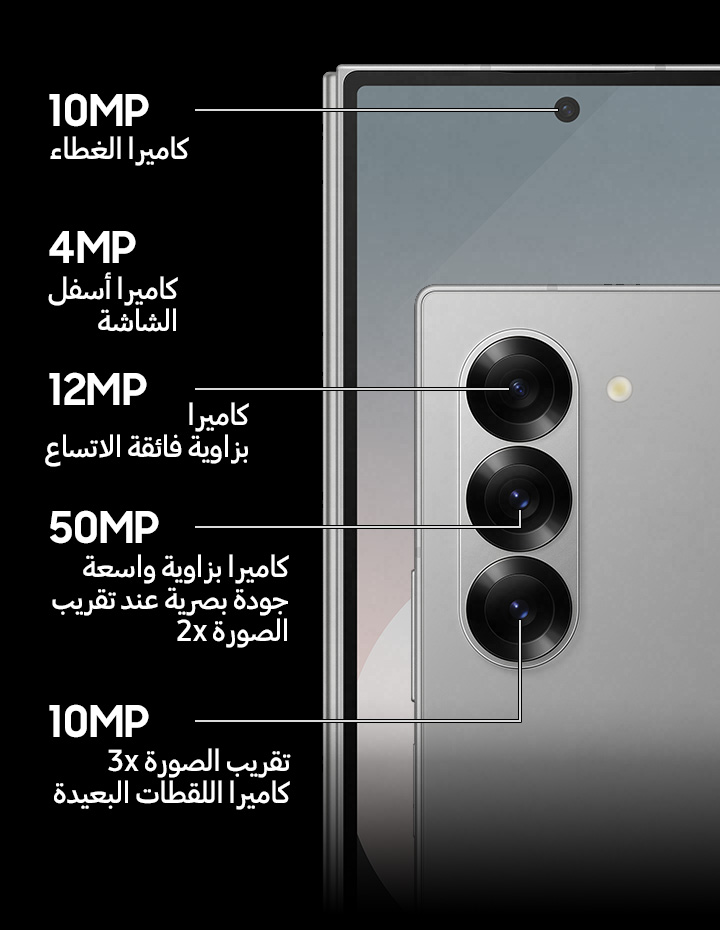 10MP
كاميرا الغطاء
4MP
كاميرا أسفل
الشاشة
12MP
كاميرا
بزاوية فائقة الاتساع
50MP
كاميرا بزاوية واسعة
جودة بصرية عند تقريب
الصورة 2x
10MP
تقريب الصورة 3x
كاميرا اللقطات البعيدة